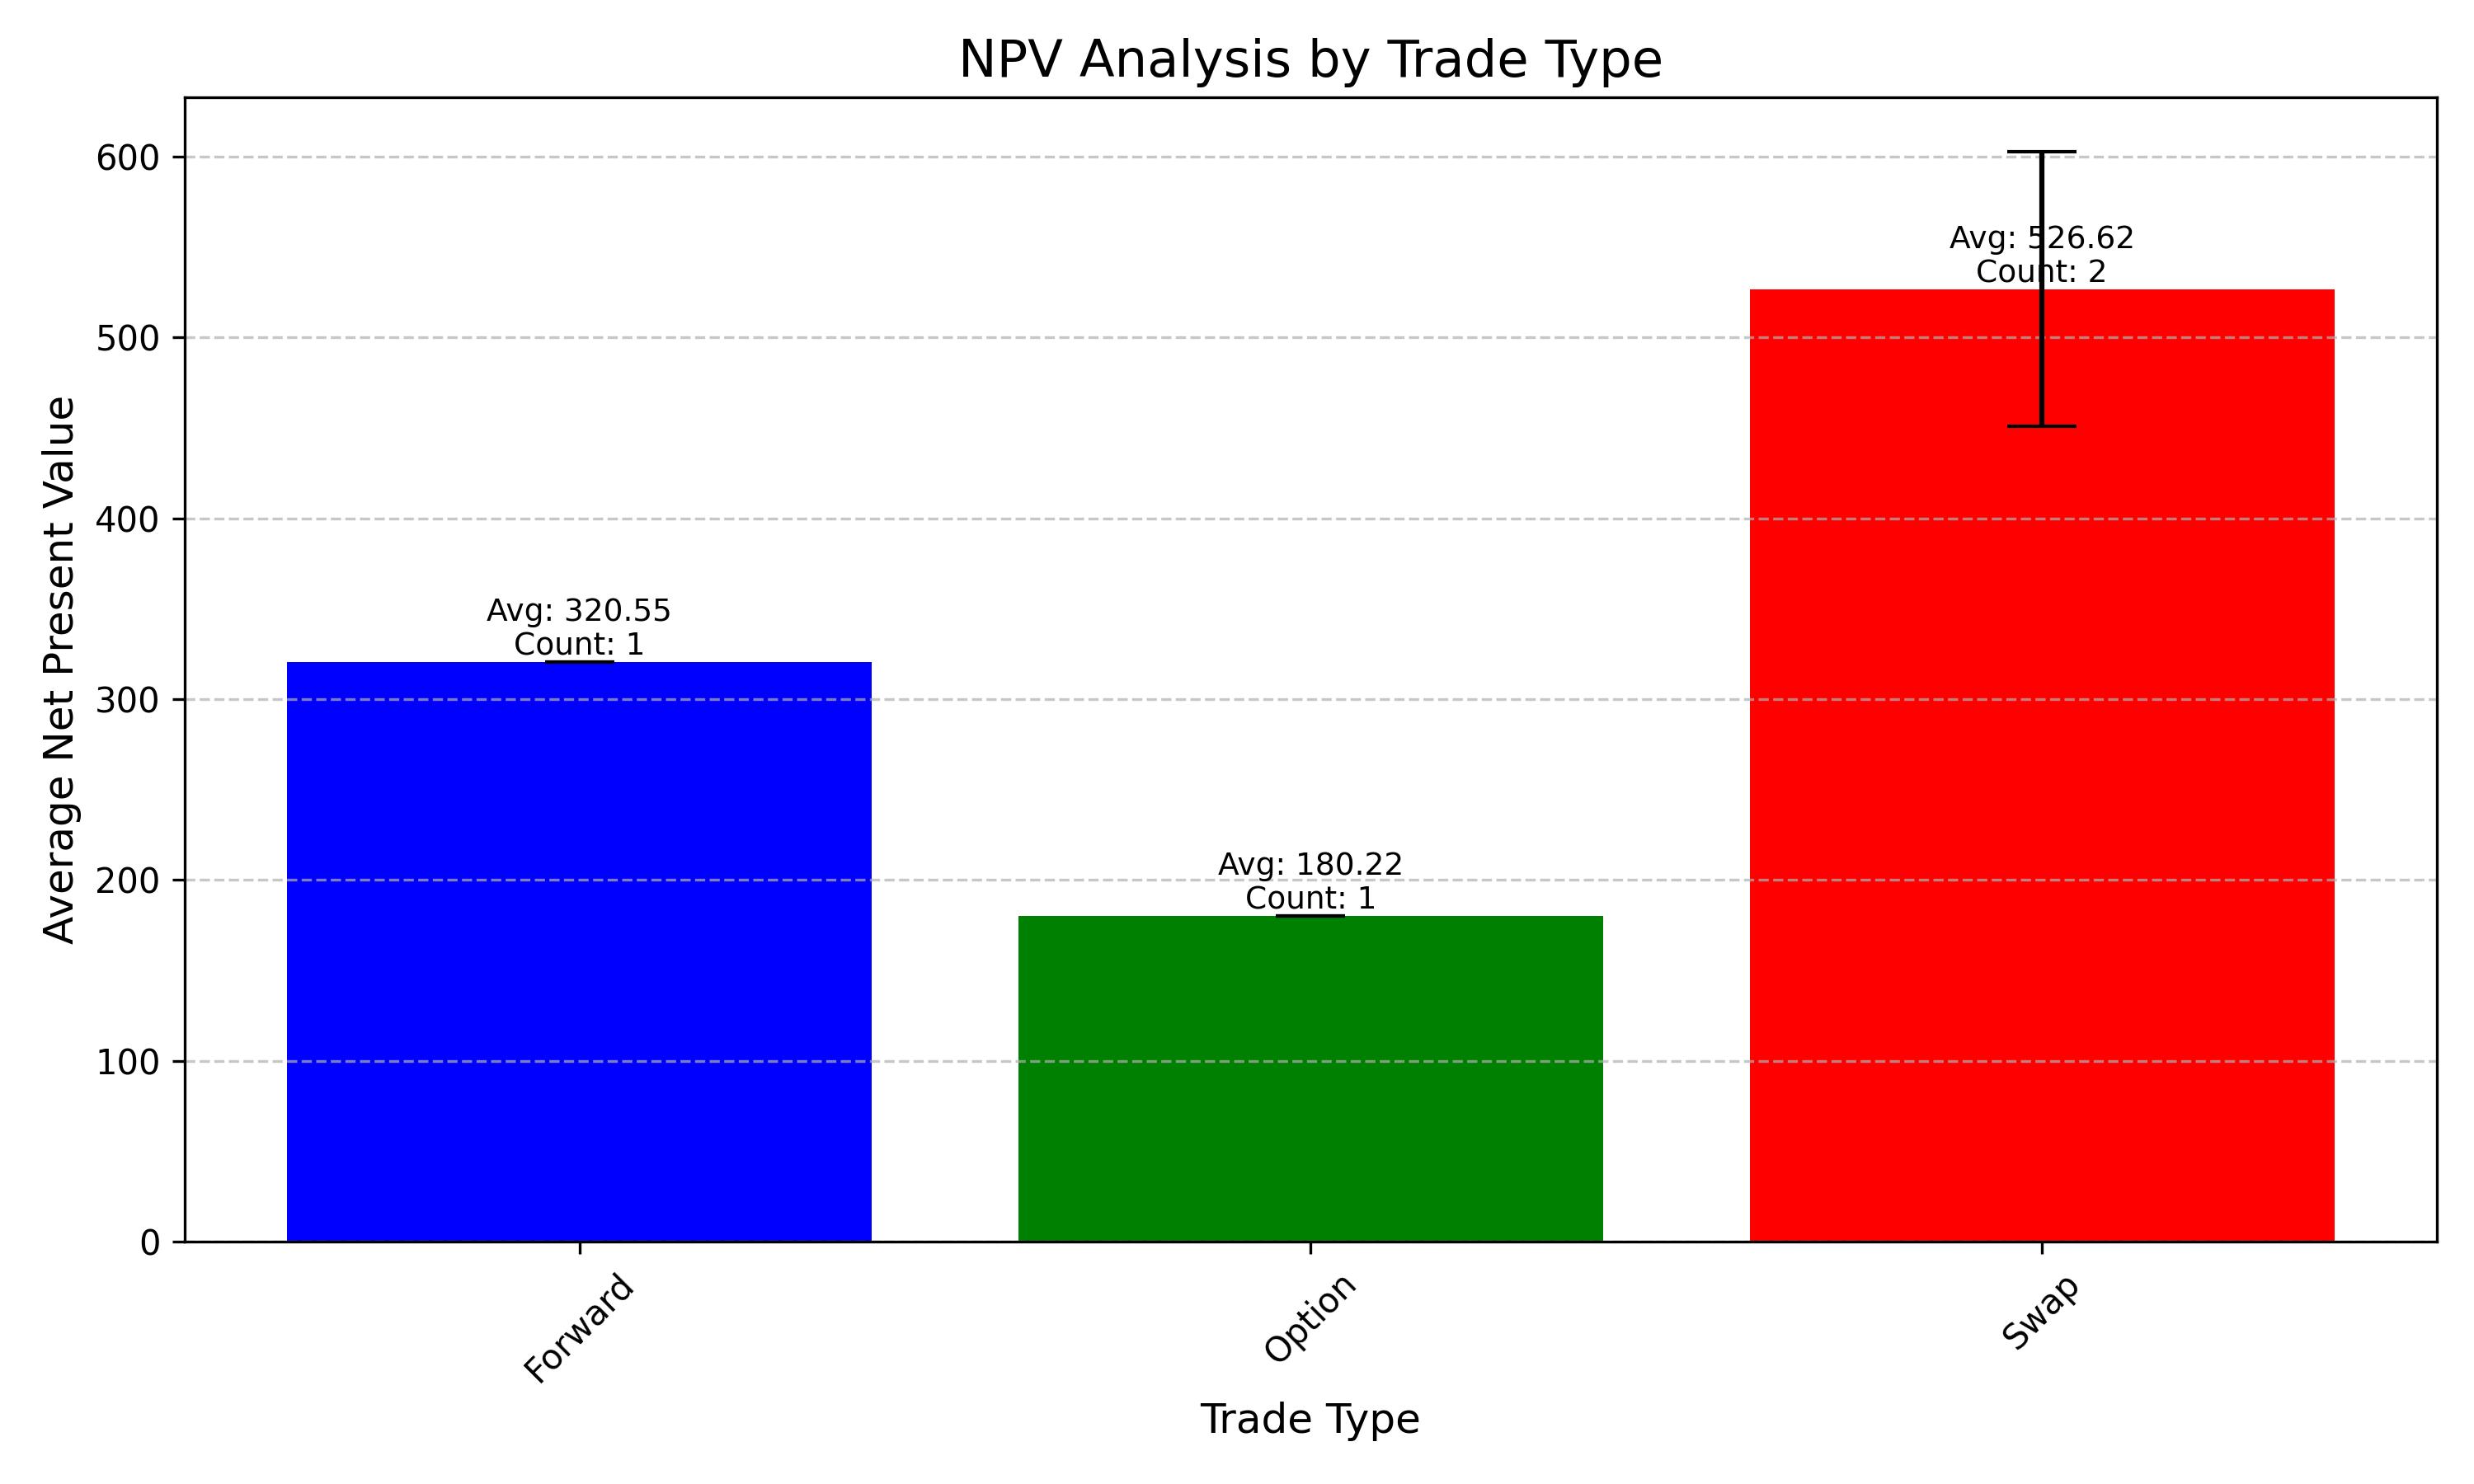 NPV Analysis by Trade Type
Average Net Present Value
600
500
400
300
200
100
0
Avg: 320.55
Count: 1
Avg: 180.22
Count: 1
Avg: 526.62
Count: 2
Forward
Option
Swap
Trade Type